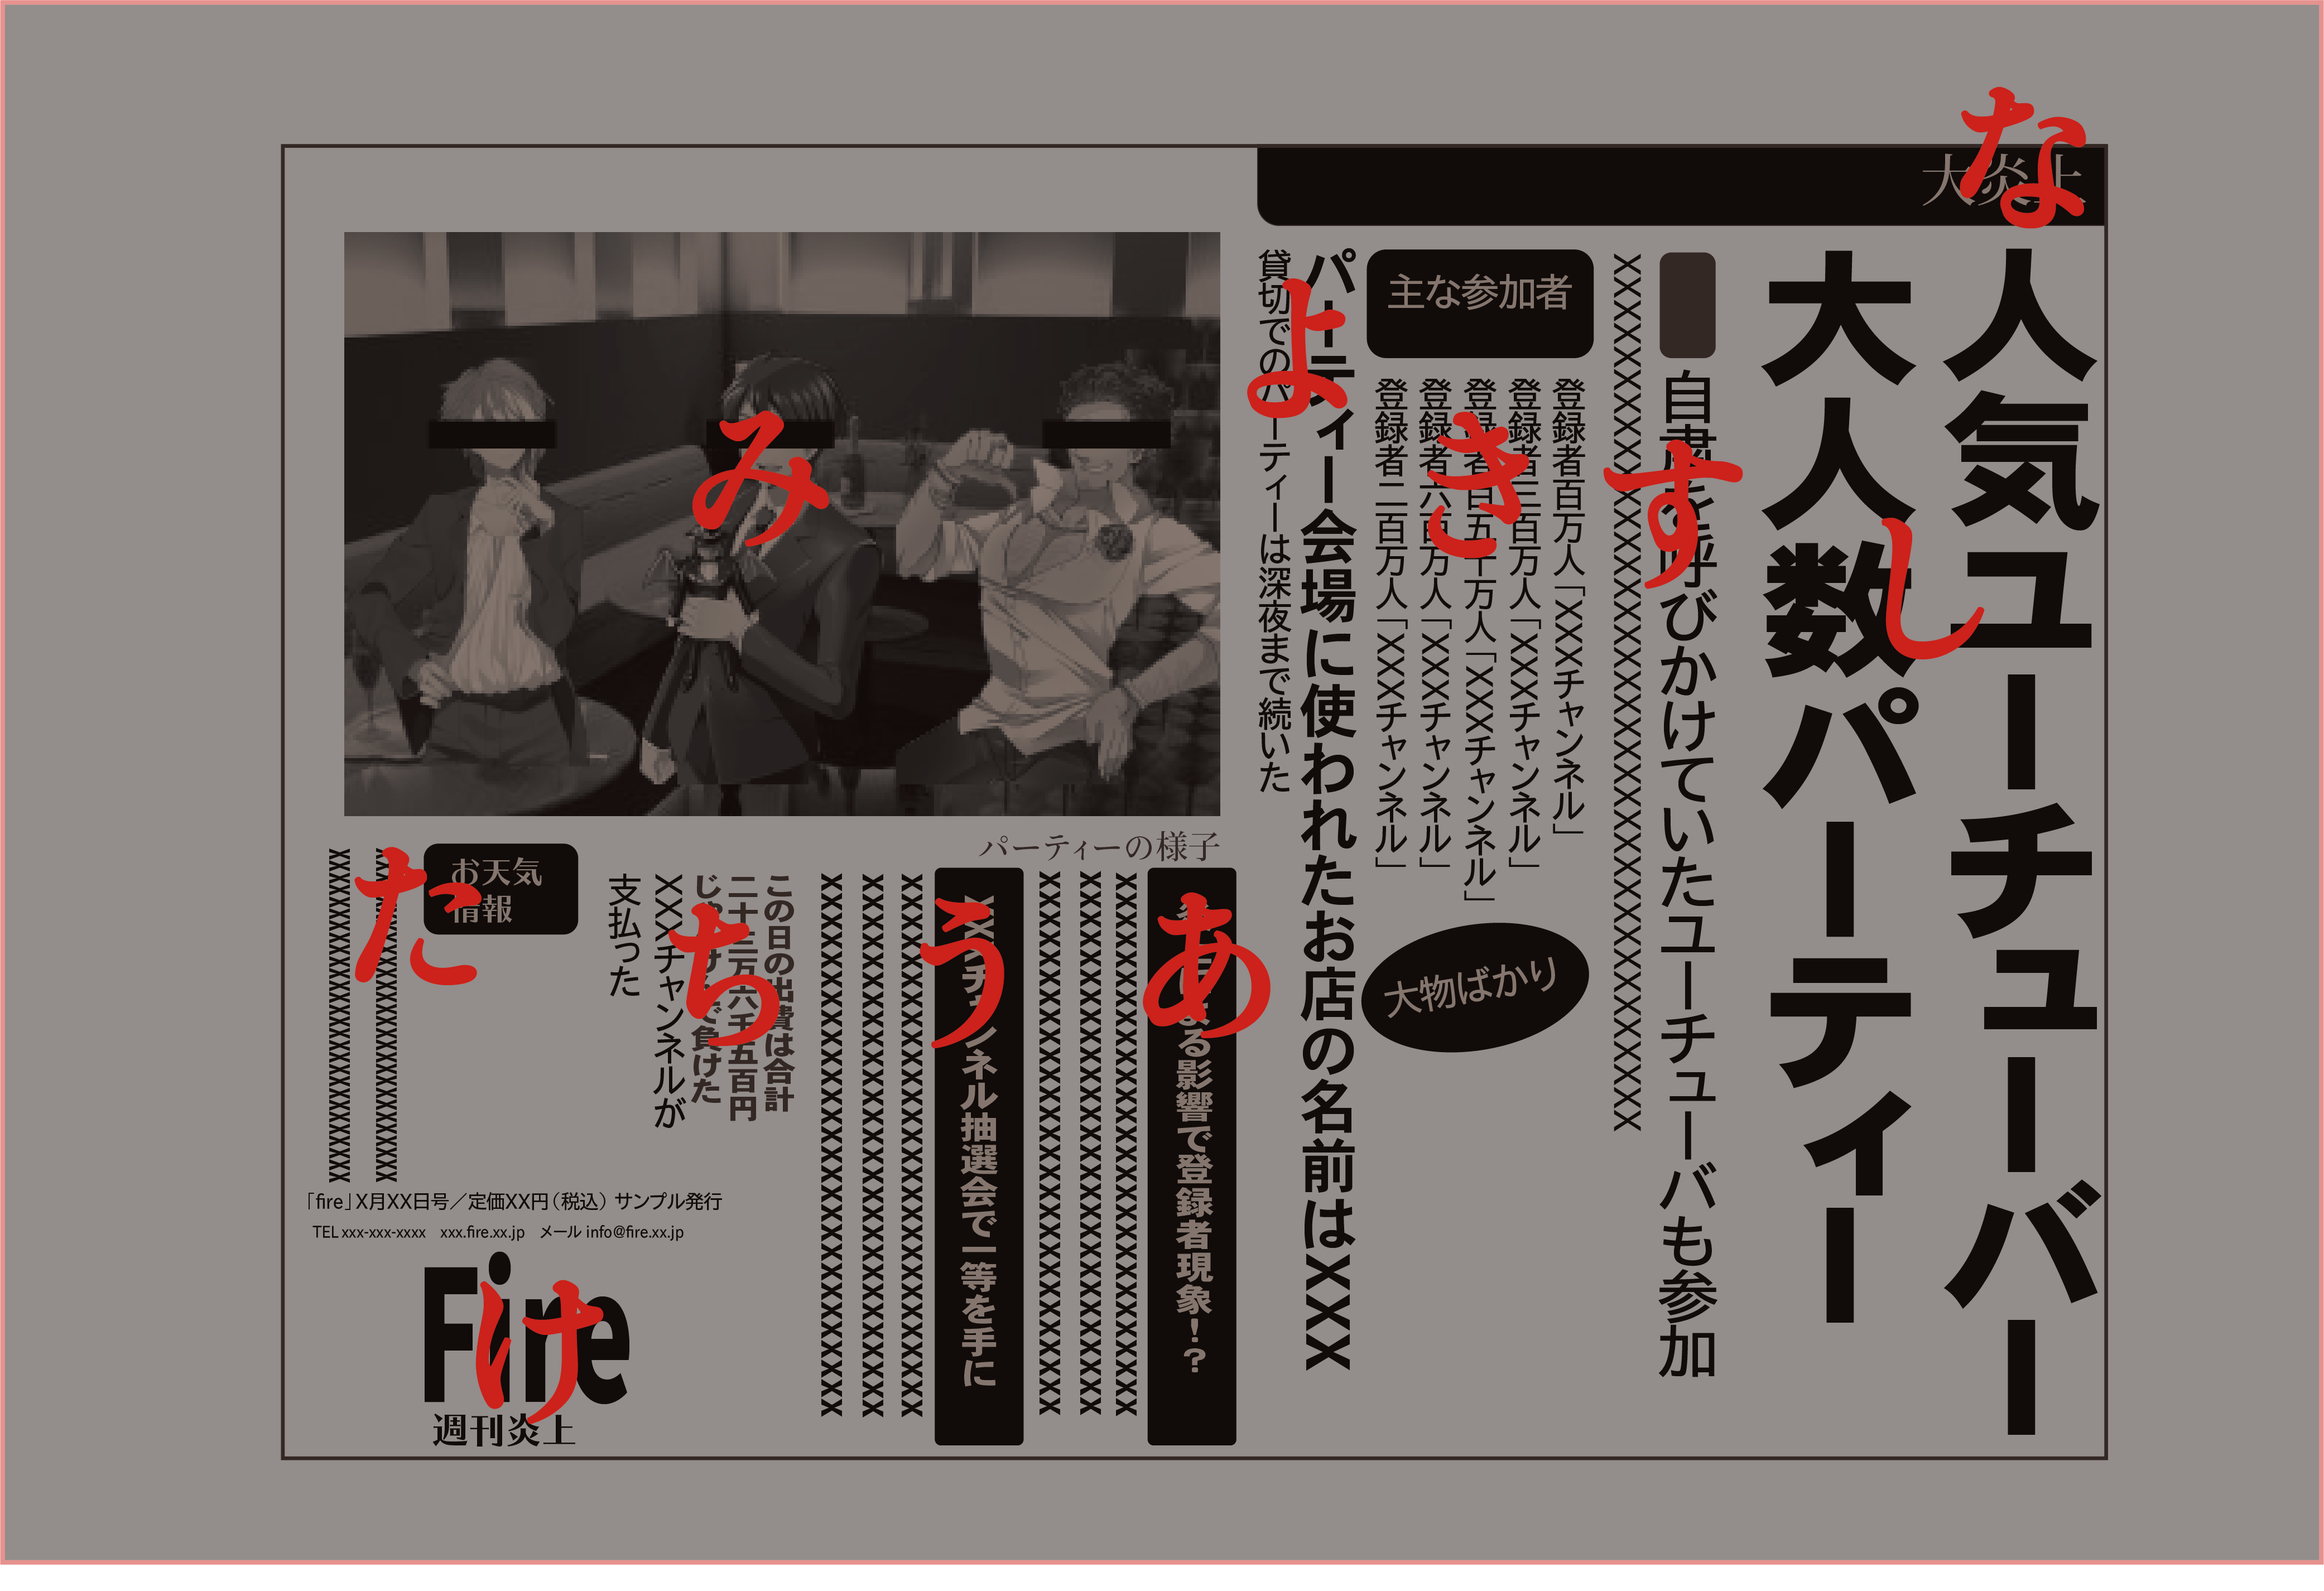 大炎上
人気ユーチューバー
大人数パーティー
自粛を呼びかけていたユーチューバも参加
XXXXXXXXXXXXXXXXXXXXXXXXXXXXXXXXXXXXXX
主な参加者
登録者百万人「XXXチャンネル」
登録者三百万人「XXXチャンネル」
登録者百五十万人「XXXチャンネル」
登録者六百万人「XXXチャンネル」
登録者二百万人「XXXチャンネル」
大物ばかり
パーティー会場に使われたお店の名前はXXX
貸切でのパーティーは深夜まで続いた
パーティーの様子
よる影響で登録者現象！？
XXXチャンネル抽選会で一等を手に
この日の出費は合計
二十三万六千五百円
じゃんけんで負けた
XXXチャンネルが
支払った
お天気
情報
「fire」X月XX日号／定価XX円（税込）サンプル発行
TEL xxx-xxx-xxxx xxx.fire.xx.jp メール info@fire.xx.jp
Fire
週刊炎上
な
し
す
さ
よ
み
あ
う
ち
た
け